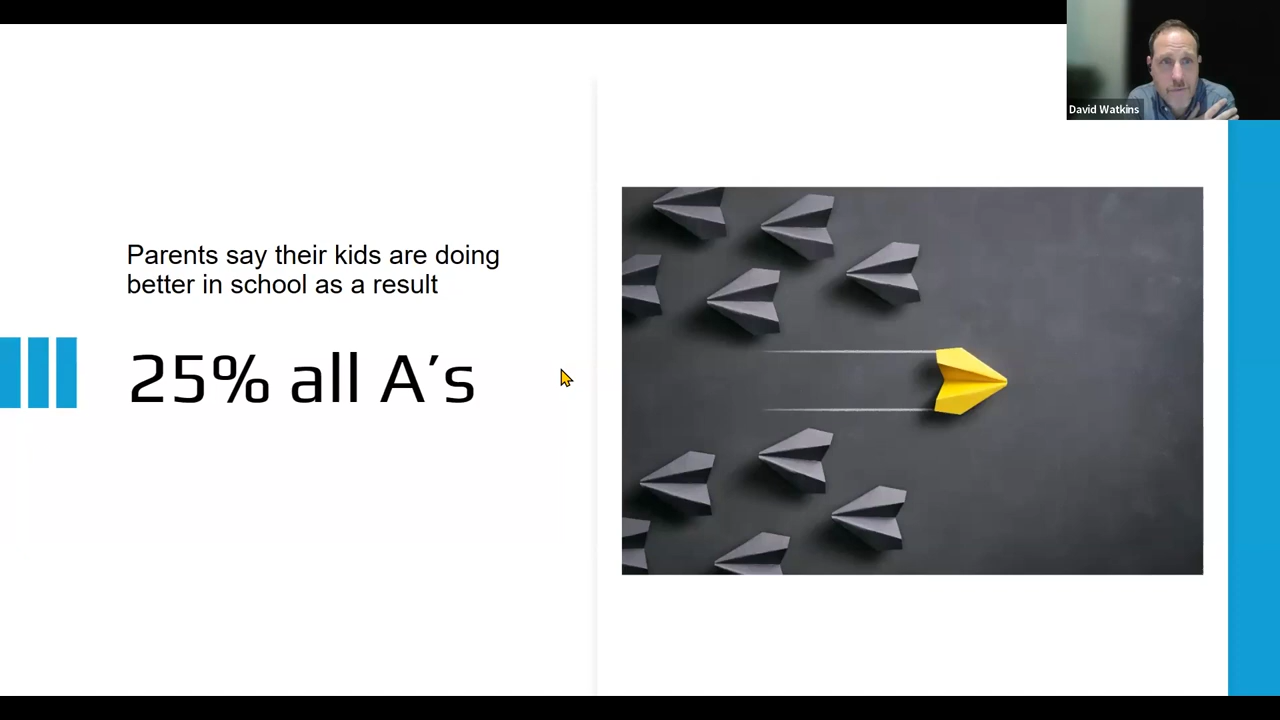 David Watkins
Parents say their kids are doing
better in school as a result
25% all A’s